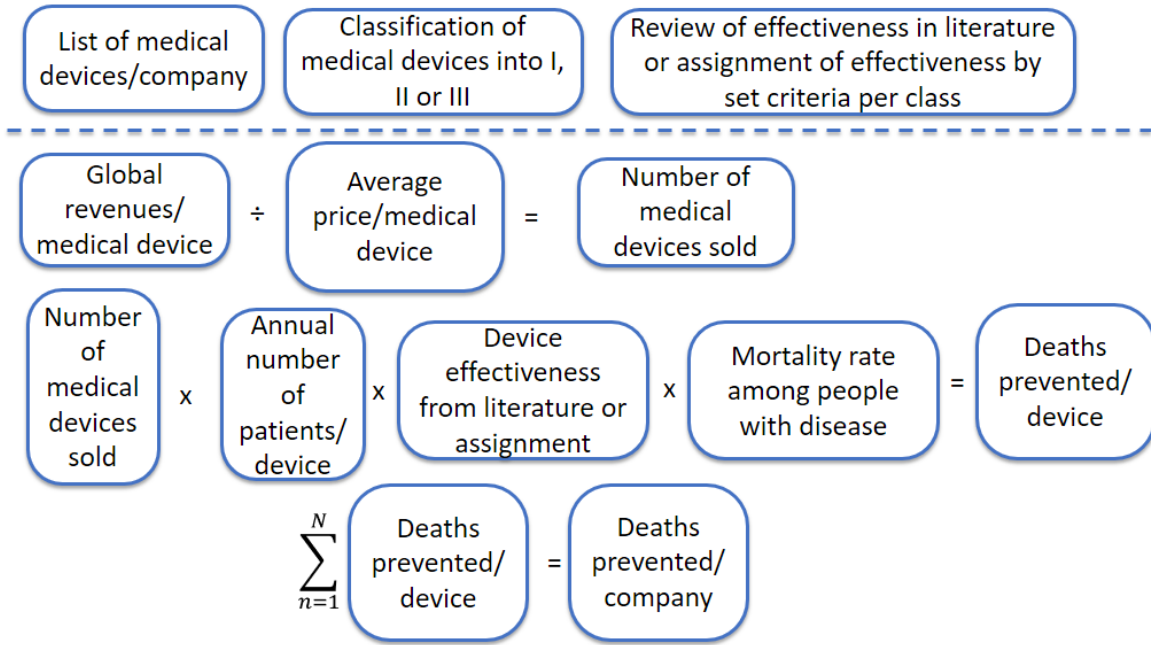 List of medical
devices/company
Classification of
medical devices into I,
II or III
Review of effectiveness in literature
or assignment of effectiveness by
set criteria per class
Global
revenues/
medical device
÷
Average
price/medical
device
=
Number of
medical
devices sold
Number
of
medical
devices
sold
x
Annual
number
of
patients/
device
x
Device
effectiveness
from literature or
assignment
x
Mortality rate
among people
with disease
=
Deaths
prevented/
device
N
∑
n=1
Deaths
prevented/
device
=
Deaths
prevented/
company